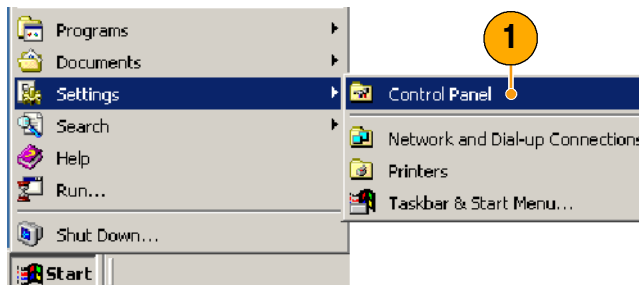 Programs
Documents
Settings
Search
Help
Run...
Shut Down...
Start
1
Control Panel
Network and Dial-up Connections
Printers
Taskbar & Start Menu...